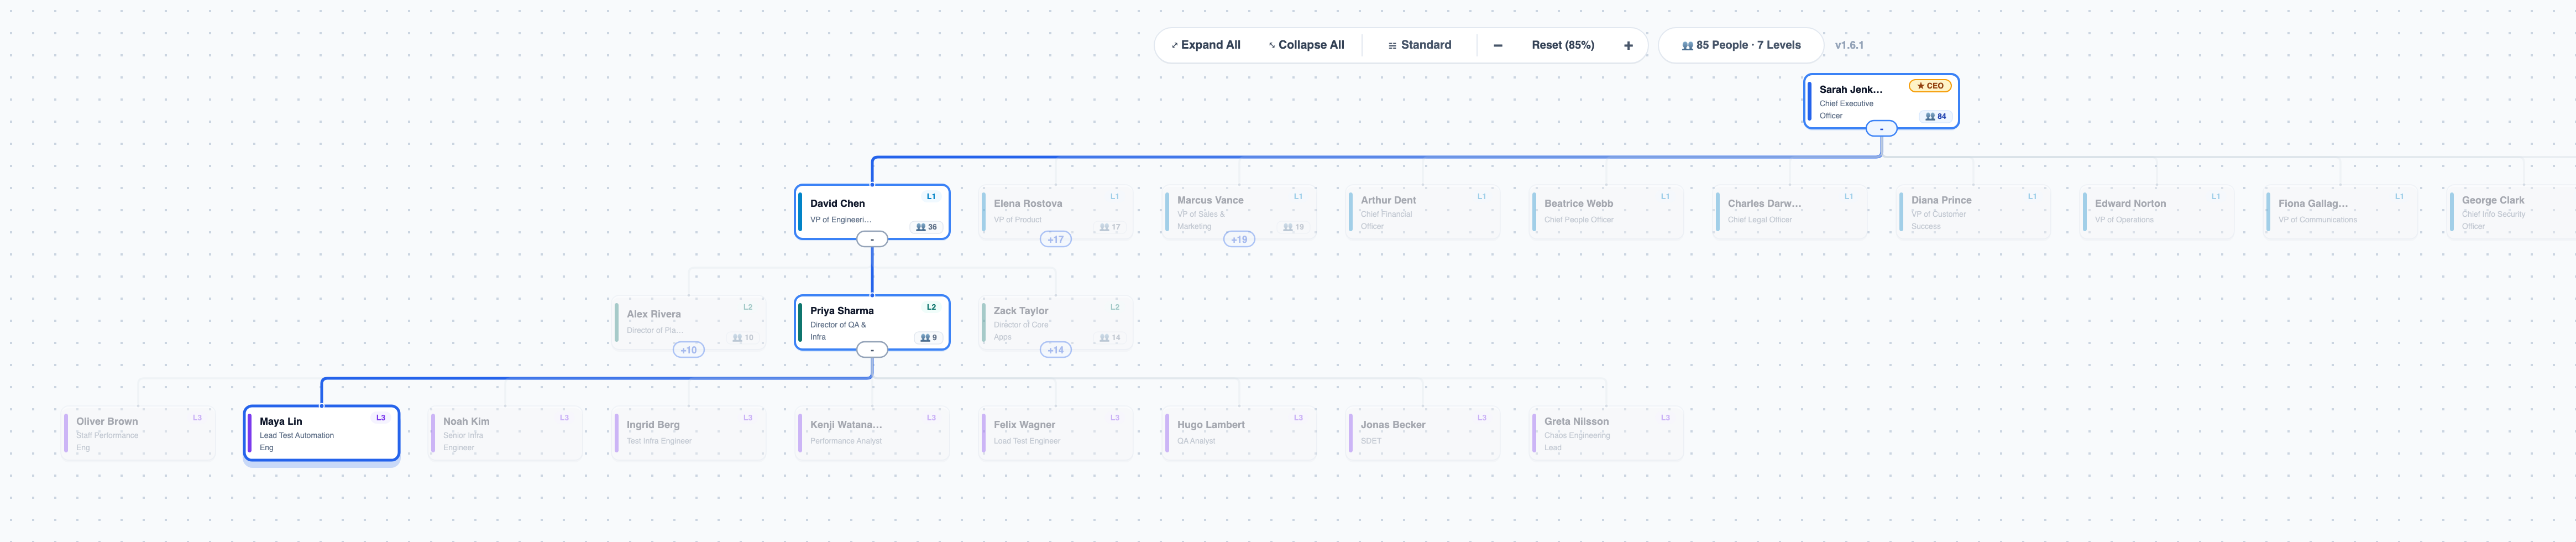 Expand All Collapse All Standard − Reset (85%) + 85 People · 7 Levels v1.6.1
Sarah Jenk... ★ CEO
Chief Executive
Officer 84
-
David Chen L1
VP of Engineeri...
36
-
Elena Rostova L1
VP of Product
17
+17
Marcus Vance L1
VP of Sales &
Marketing 19
+19
Arthur Dent L1
Chief Financial
Officer
Beatrice Webb L1
Chief People Officer
Charles Darw... L1
Chief Legal Officer
Diana Prince L1
VP of Customer
Success
Edward Norton L1
VP of Operations
Fiona Gallag... L1
VP of Communications
George Clark L1
Chief Info Security
Officer
Alex Rivera L2
Director of Pla...
10
+10
Priya Sharma L2
Director of QA &
Infra 9
-
Zack Taylor L2
Director of Core
Apps 14
+14
Oliver Brown L3
Staff Performance
Eng
Maya Lin L3
Lead Test Automation
Eng
Noah Kim L3
Senior Infra
Engineer
Ingrid Berg L3
Test Infra Engineer
Kenji Watana... L3
Performance Analyst
Felix Wagner L3
Load Test Engineer
Hugo Lambert L3
QA Analyst
Jonas Becker L3
SDET
Greta Nilsson L3
Chaos Engineering
Lead